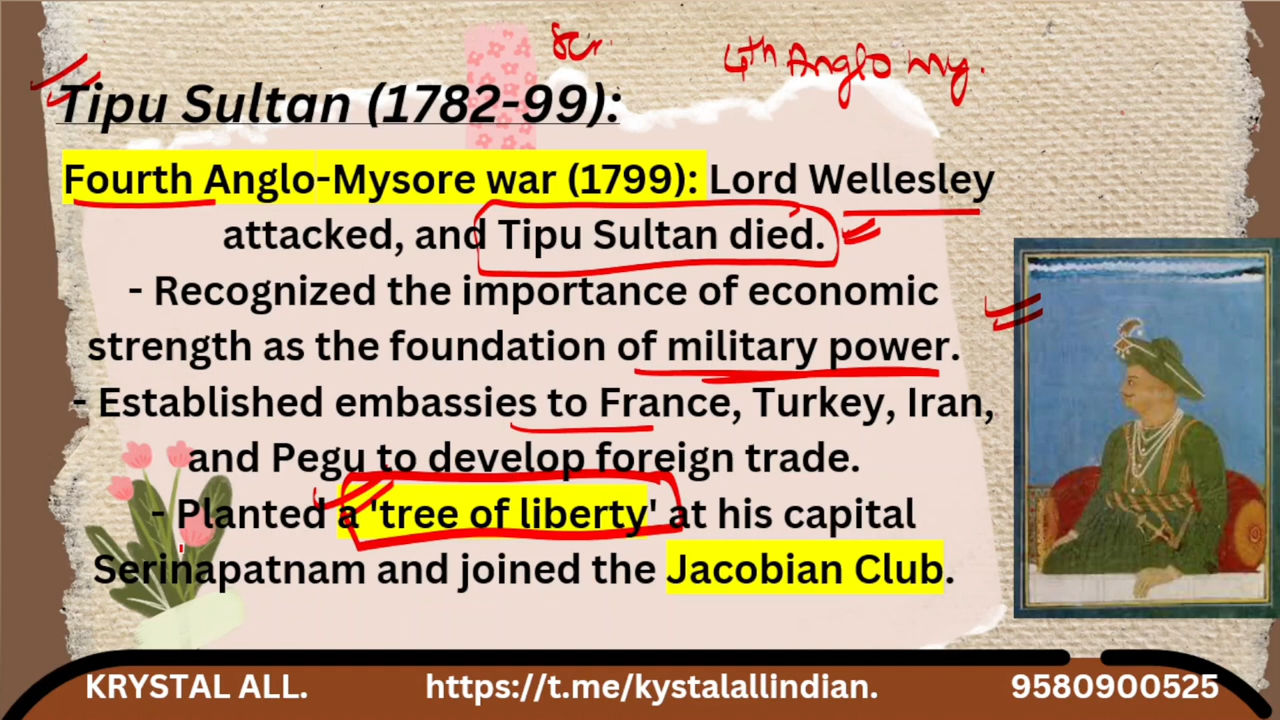 4th Anglo my.
Tipu Sultan (1782-99):
Fourth Anglo-Mysore war (1799): Lord Wellesley
attacked, and Tipu Sultan died.
- Recognized the importance of economic
strength as the foundation of military power.
- Established embassies to France, Turkey, Iran,
and Pegu to develop foreign trade.
- Planted a 'tree of liberty' at his capital
Serinapatnam and joined the Jacobian Club.
KRYSTAL ALL. https://t.me/kystalallindian. 9580900525